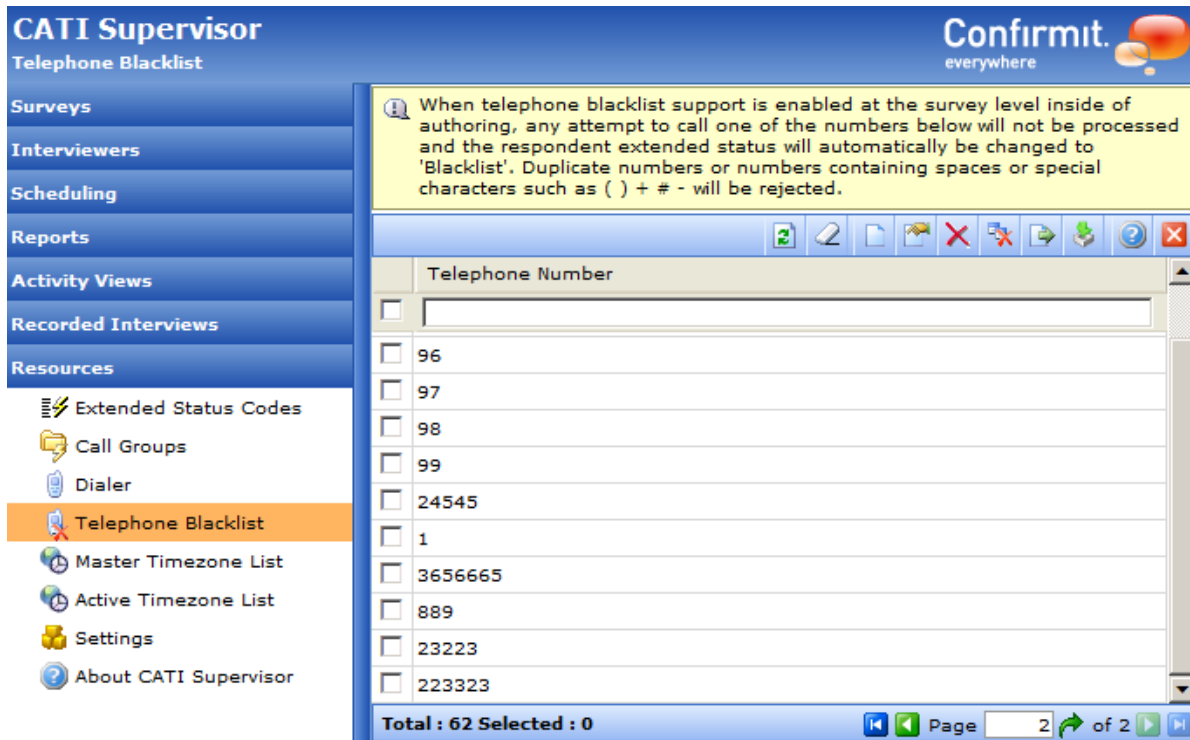 CATI Supervisor
Telephone Blacklist
Confirmit.
everywhere
Surveys
Interviewers
Scheduling
Reports
Activity Views
Recorded Interviews
Resources
Extended Status Codes
Call Groups
Dialer
Telephone Blacklist
Master Timezone List
Active Timezone List
Settings
About CATI Supervisor
When telephone blacklist support is enabled at the survey level inside of
authoring, any attempt to call one of the numbers below will not be processed
and the respondent extended status will automatically be changed to
'Blacklist'. Duplicate numbers or numbers containing spaces or special
characters such as ( ) + # - will be rejected.
Telephone Number
96
97
98
99
24545
1
3656665
889
23223
223323
Total : 62 Selected : 0
Page 2 of 2